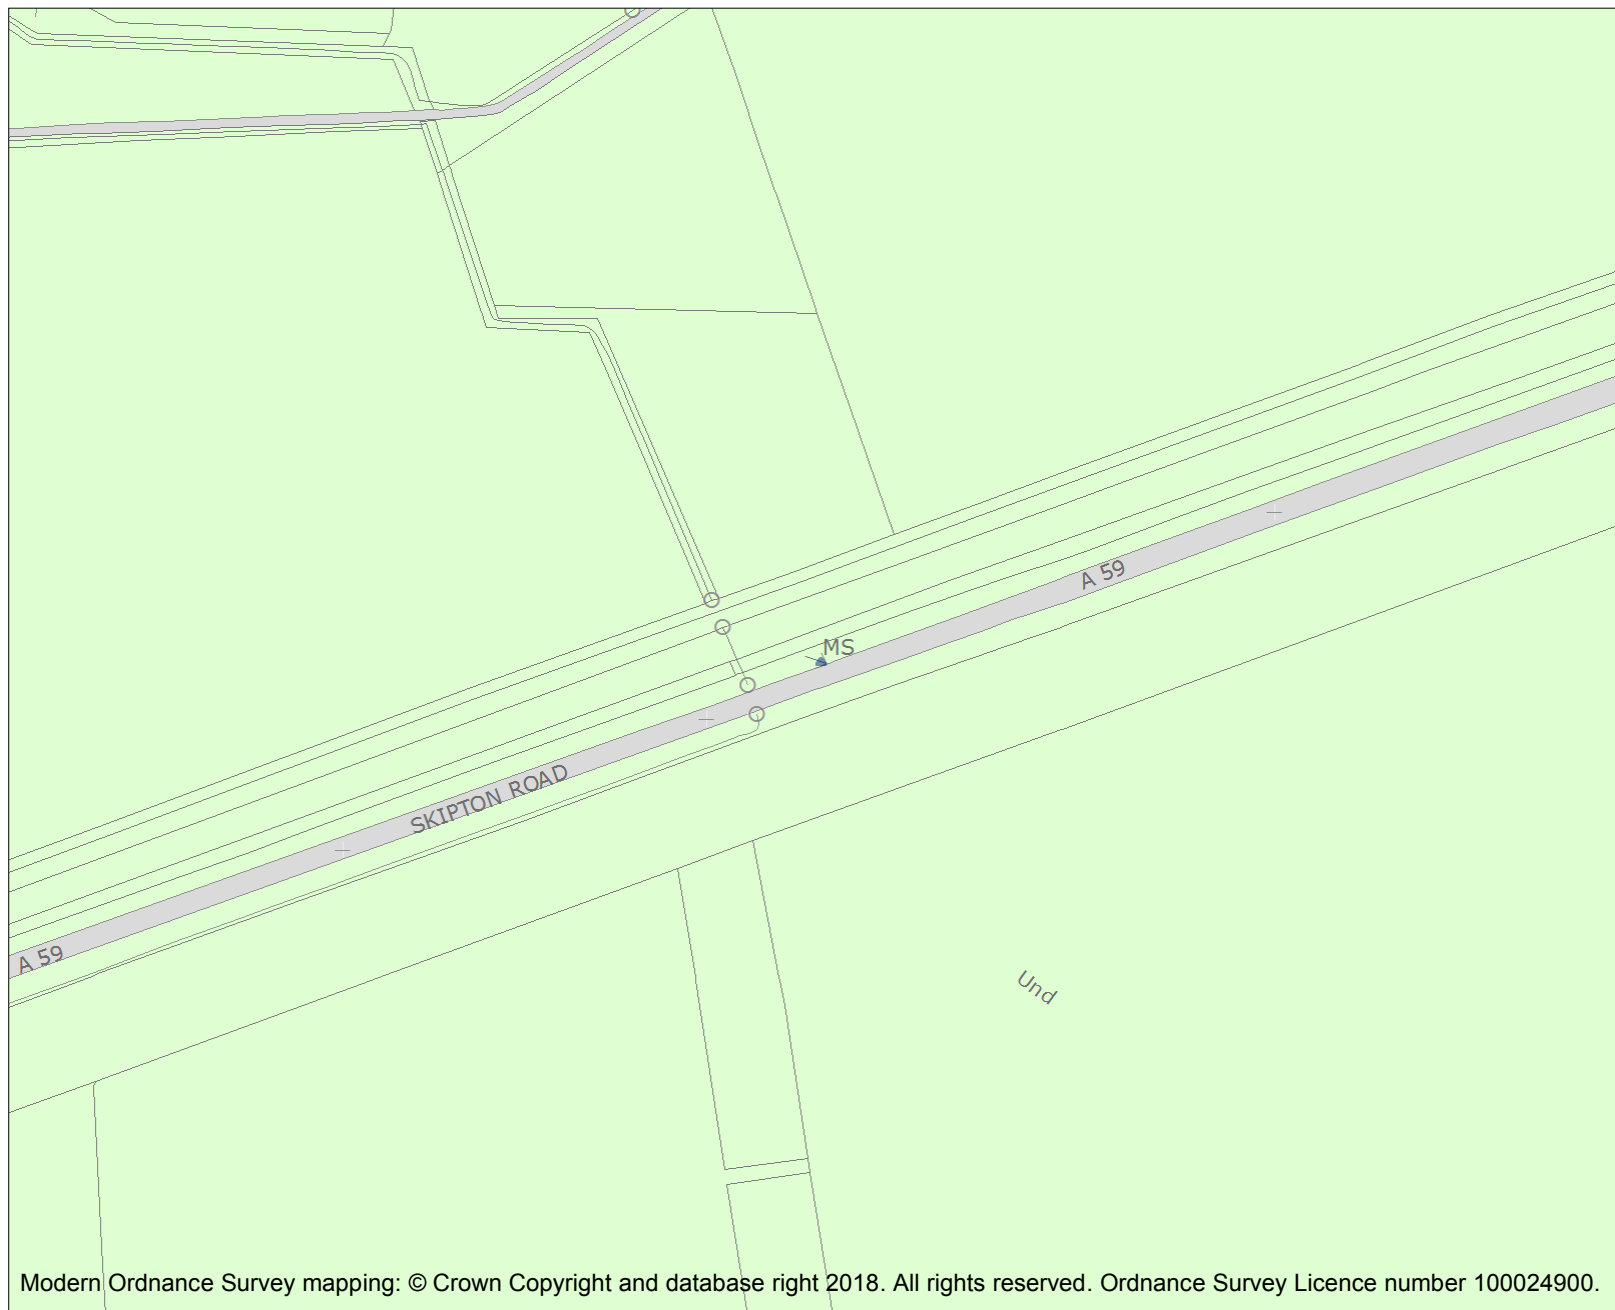 MS
A 59
SKIPTON ROAD
A 59
Und
Modern Ordnance Survey mapping: © Crown Copyright and database right 2018. All rights reserved. Ordnance Survey Licence number 100024900.